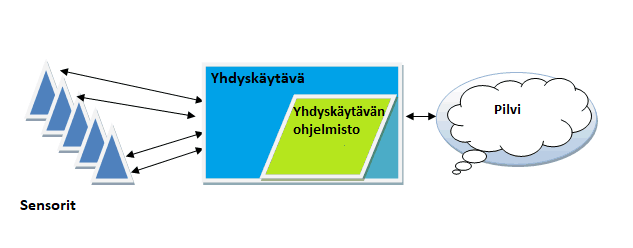 Yhdyskäytävä
Yhdyskäytävän
ohjelmisto
Pilvi
Sensorit